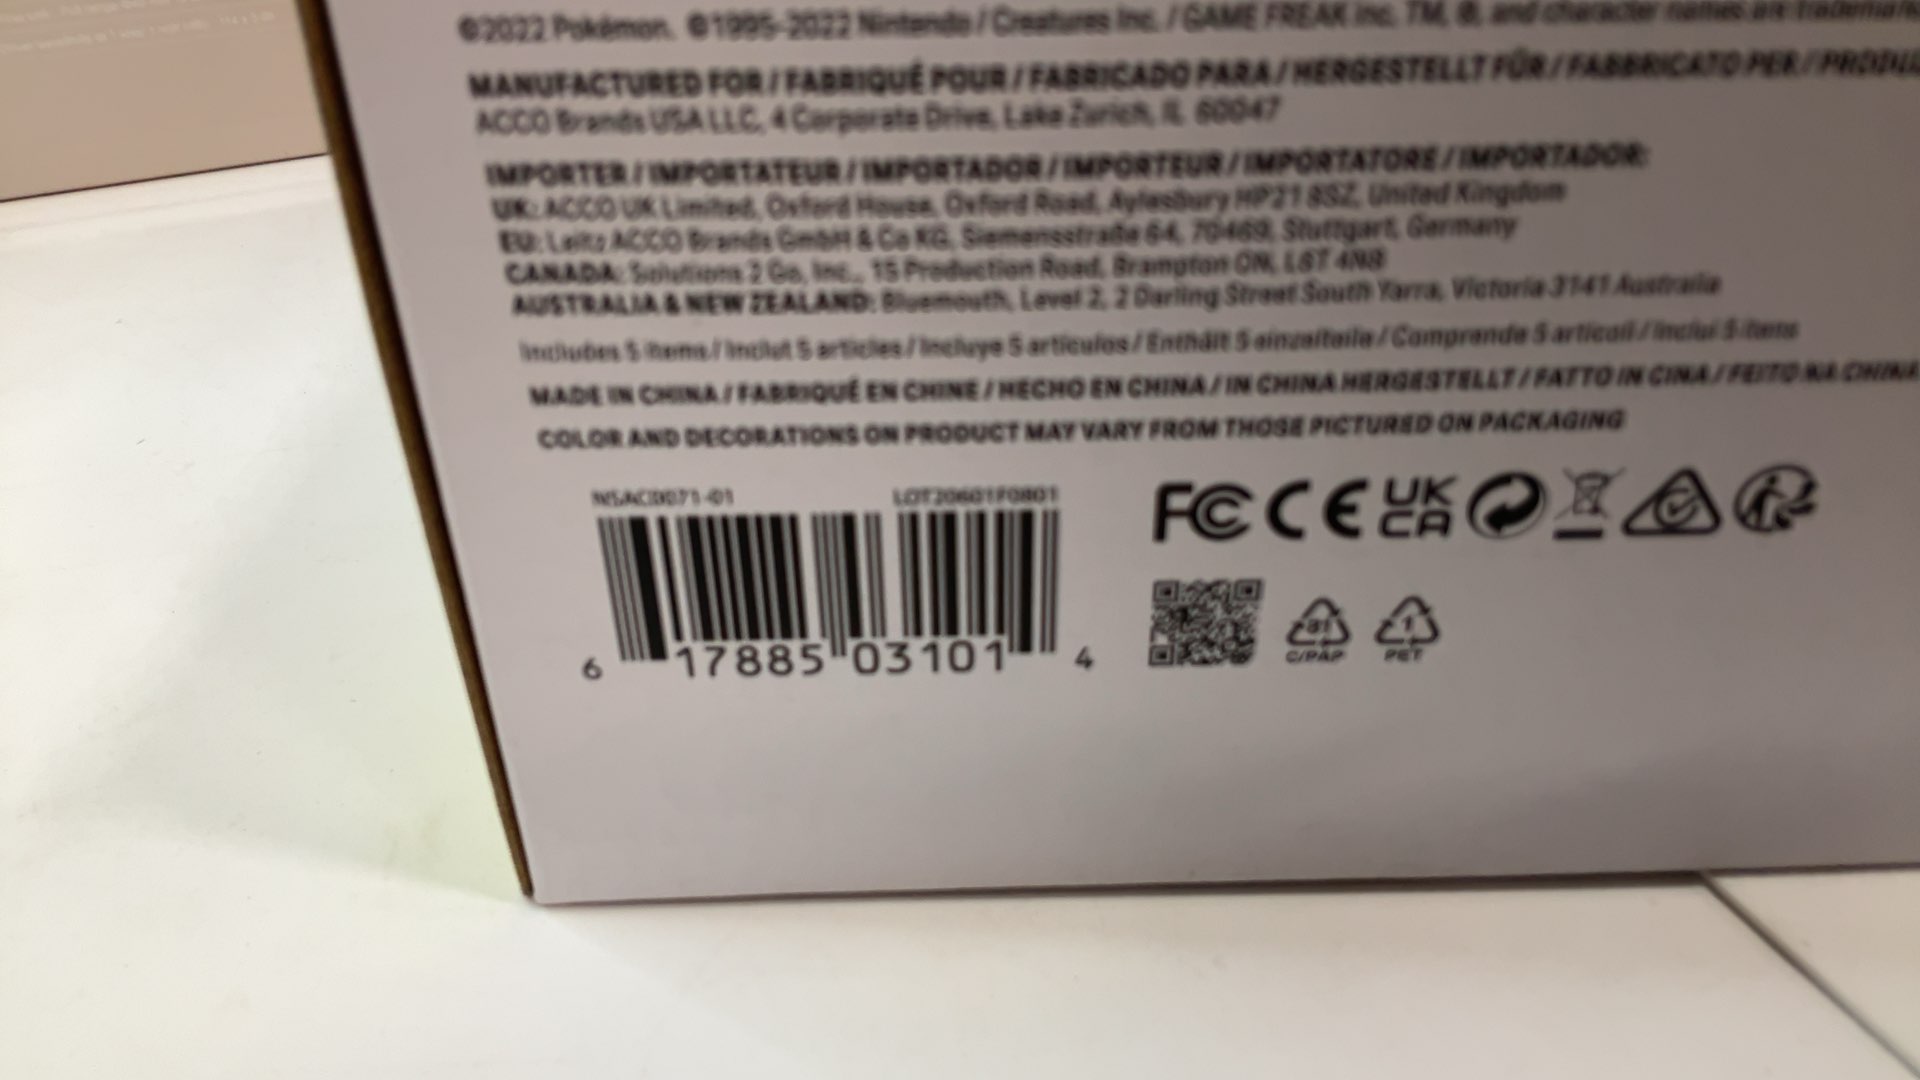 ©2022 Pokémon. ©1995-2022 Nintendo / Creatures Inc. / GAME FREAK inc. TM, ®, and character names are trademarks
MANUFACTURED FOR / FABRIQUÉ POUR / FABRICADO PARA / HERGESTELLT FÜR / FABBRICATO PER /
ACCO Brands USA LLC, 4 Corporate Drive, Lake Zurich, IL 60047
IMPORTER / IMPORTATEUR / IMPORTADOR / IMPORTEUR / IMPORTATORE / IMPORTADOR:
UK: ACCO UK Limited, Oxford House, Oxford Road, Aylesbury HP21 8SZ, United Kingdom
EU: Leitz ACCO Brands GmbH & Co KG, Siemensstraße 64, 70469, Stuttgart, Germany
CANADA: Solutions 2 Go, Inc., 15 Production Road, Brampton ON, L6T 4N8
AUSTRALIA & NEW ZEALAND: Bluemouth, Level 2, 2 Darling Street South Yarra, Victoria 3141 Australia
Includes 5 items / Inclut 5 articles / Incluye 5 artículos / Enthält 5 einzelteile / Comprende 5 articoli / Inclui 5 itens
MADE IN CHINA / FABRIQUÉ EN CHINE / HECHO EN CHINA / IN CHINA HERGESTELLT / FATTO IN CINA / FEITO NA CHINA
COLOR AND DECORATIONS ON PRODUCT MAY VARY FROM THOSE PICTURED ON PACKAGING
NSAC0071-01 LOT20601F0801
FC CE UK CA
6 17885 03101 4
81 C/PAP
1 PET